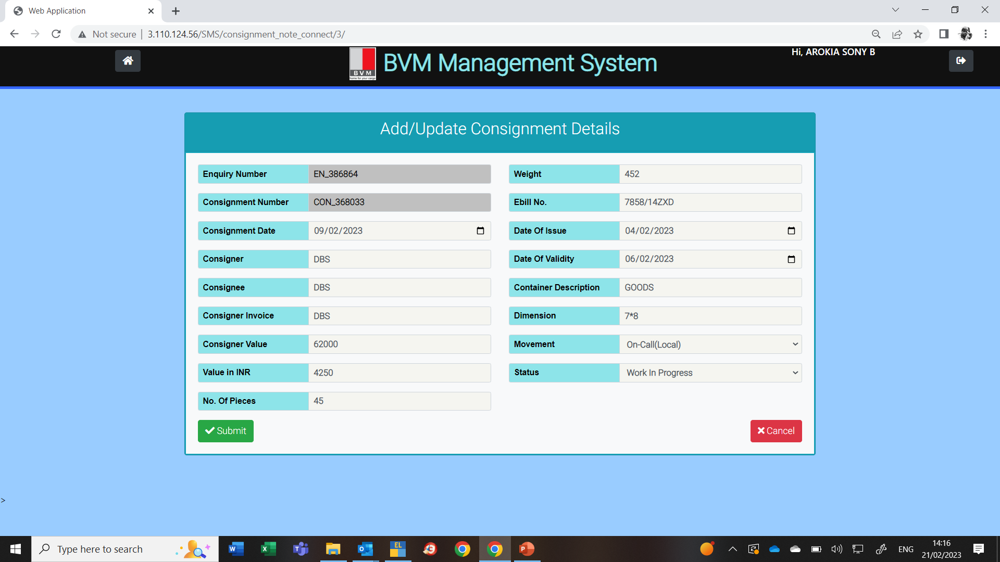 Web Application
Not secure
3.110.124.56/SMS/consignment_note_connect/3/
BVM
home for your cargo
BVM Management System
Hi, AROKIA SONY B
Add/Update Consignment Details
Enquiry Number EN_386864
Consignment Number CON_368033
Consignment Date 09/02/2023
Consigner DBS
Consignee DBS
Consigner Invoice DBS
Consigner Value 62000
Value in INR 4250
No. Of Pieces 45
Weight 452
Ebill No. 7858/14ZXD
Date Of Issue 04/02/2023
Date Of Validity 06/02/2023
Container Description GOODS
Dimension 7*8
Movement On-Call(Local)
Status Work In Progress
Submit
Cancel
>
Type here to search
EL
ENG
14:16
21/02/2023